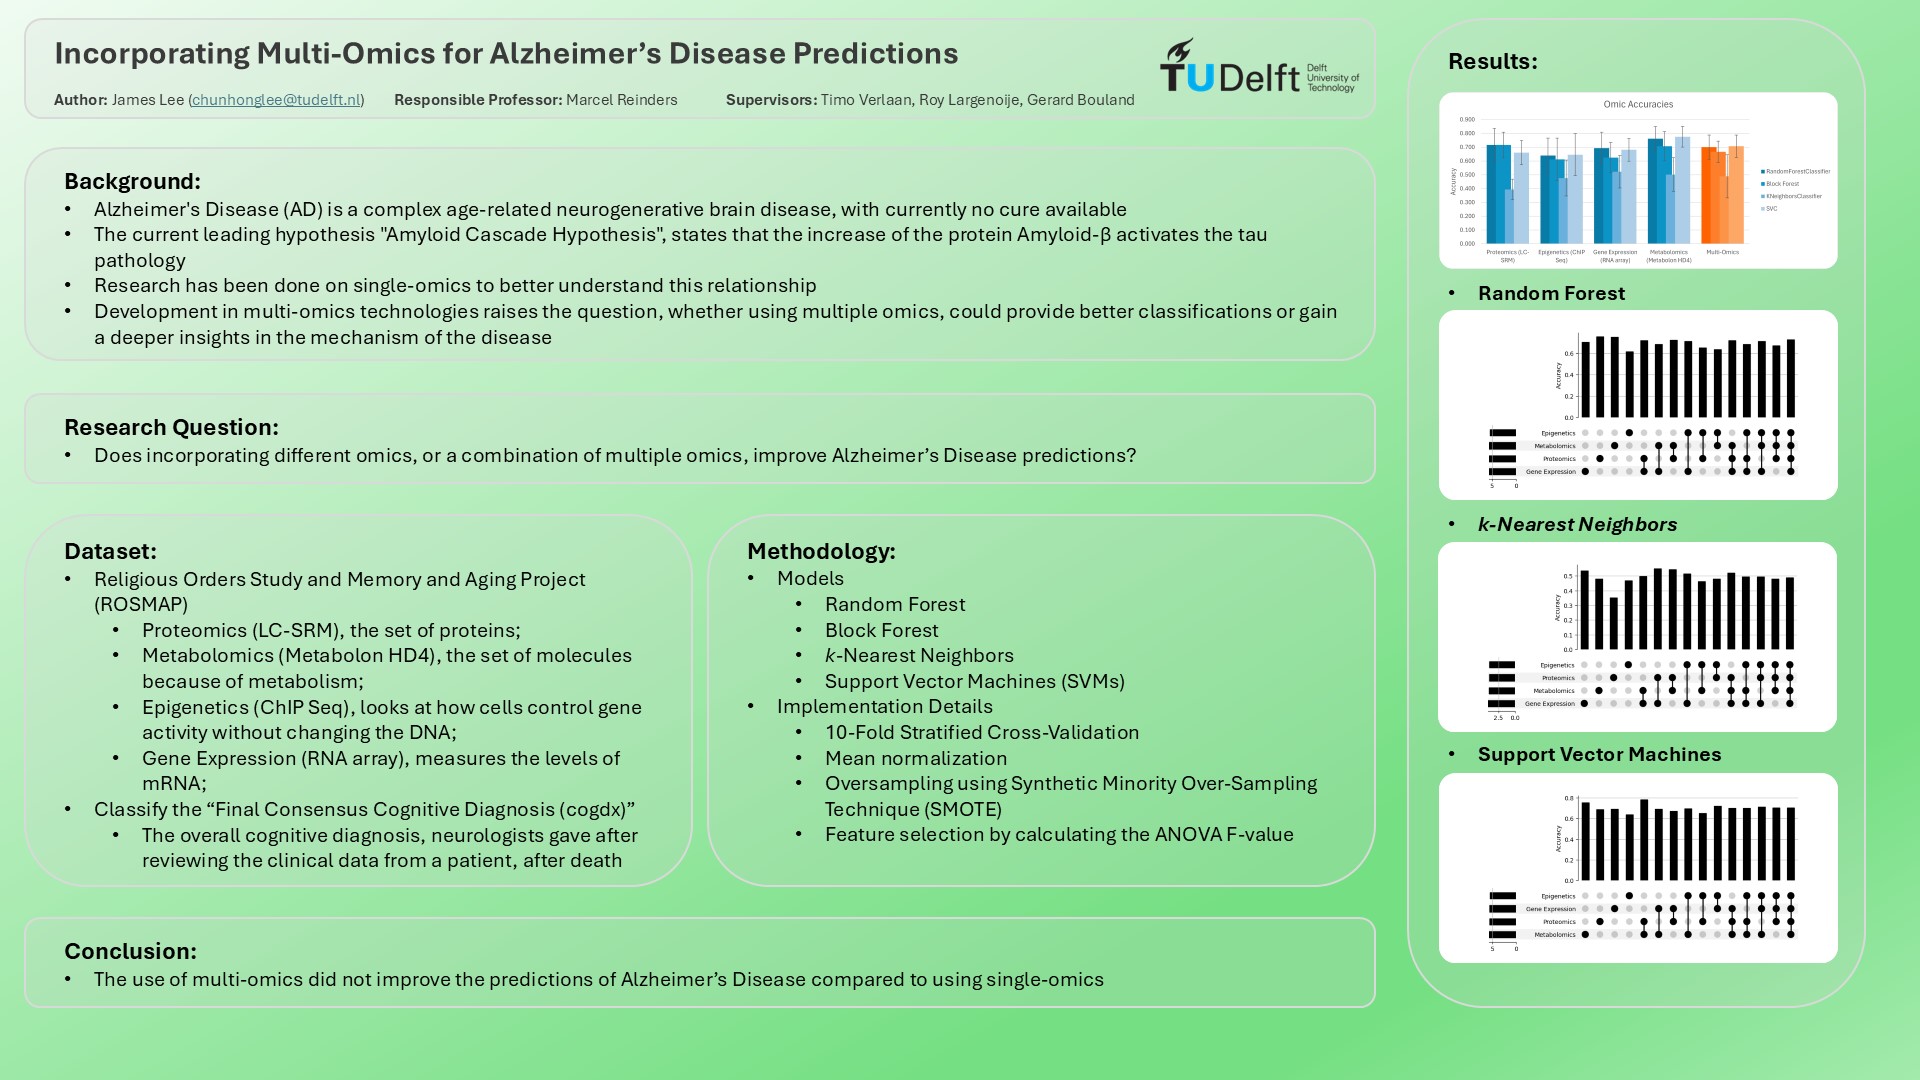 Incorporating Multi-Omics for Alzheimer’s Disease Predictions
Author: James Lee (chunhonglee@tudelft.nl) Responsible Professor: Marcel Reinders Supervisors: Timo Verlaan, Roy Largenoije, Gerard Bouland
TUDelft
Delft
University of
Technology
Background:
• Alzheimer's Disease (AD) is a complex age-related neurogenerative brain disease, with currently no cure available
• The current leading hypothesis "Amyloid Cascade Hypothesis", states that the increase of the protein Amyloid-β activates the tau
pathology
• Research has been done on single-omics to better understand this relationship
• Development in multi-omics technologies raises the question, whether using multiple omics, could provide better classifications or gain
a deeper insights in the mechanism of the disease
Research Question:
• Does incorporating different omics, or a combination of multiple omics, improve Alzheimer’s Disease predictions?
Dataset:
• Religious Orders Study and Memory and Aging Project
(ROSMAP)
• Proteomics (LC-SRM), the set of proteins;
• Metabolomics (Metabolon HD4), the set of molecules
because of metabolism;
• Epigenetics (ChIP Seq), looks at how cells control gene
activity without changing the DNA;
• Gene Expression (RNA array), measures the levels of
mRNA;
• Classify the “Final Consensus Cognitive Diagnosis (cogdx)”
• The overall cognitive diagnosis, neurologists gave after
reviewing the clinical data from a patient, after death
Methodology:
• Models
• Random Forest
• Block Forest
• k-Nearest Neighbors
• Support Vector Machines (SVMs)
• Implementation Details
• 10-Fold Stratified Cross-Validation
• Mean normalization
• Oversampling using Synthetic Minority Over-Sampling
Technique (SMOTE)
• Feature selection by calculating the ANOVA F-value
Conclusion:
• The use of multi-omics did not improve the predictions of Alzheimer’s Disease compared to using single-omics
Results:
Omic Accuracies
Accuracy
0.900
0.800
0.700
0.600
0.500
0.400
0.300
0.200
0.100
0.000
Proteomics (LC-
SRM)
Epigenetics (ChIP
Seq)
Gene Expression
(RNA array)
Metabolomics
(Metabolon HD4)
Multi-Omics
RandomForestClassifier
Block Forest
KNeighborsClassifier
SVC
• Random Forest
Accuracy
0.6
0.4
0.2
0.0
Epigenetics
Metabolomics
Proteomics
Gene Expression
5 0
• k-Nearest Neighbors
Accuracy
0.5
0.4
0.3
0.2
0.1
0.0
Epigenetics
Proteomics
Metabolomics
Gene Expression
2.5 0.0
• Support Vector Machines
Accuracy
0.8
0.6
0.4
0.2
0.0
Epigenetics
Gene Expression
Proteomics
Metabolomics
5 0